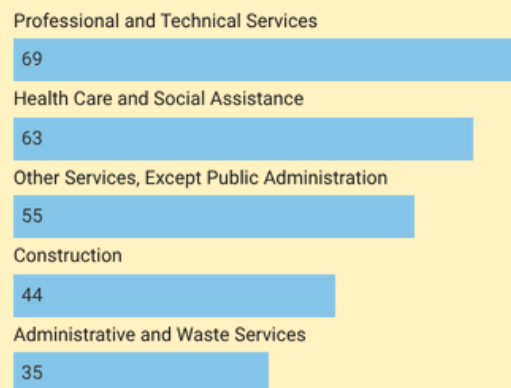 Professional and Technical Services
69
Health Care and Social Assistance
63
Other Services, Except Public Administration
55
Construction
44
Administrative and Waste Services
35